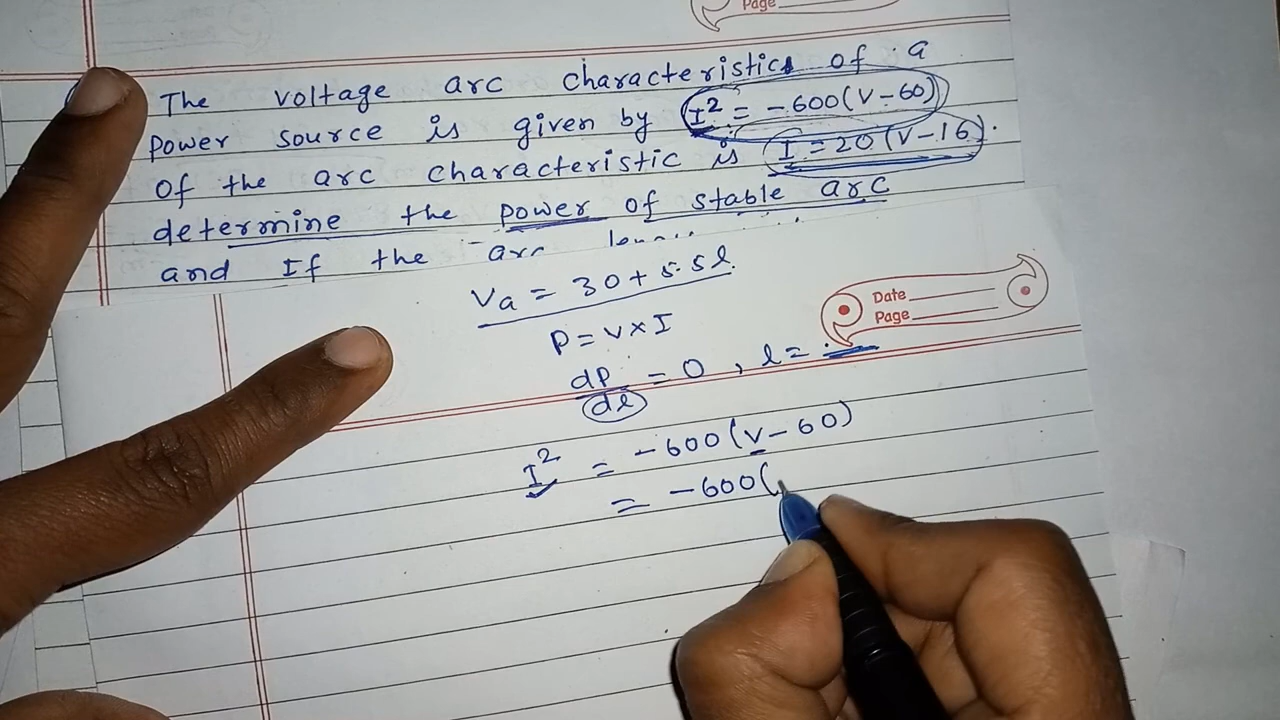 Page
The voltage arc characteristics of a
power source is given by I² = -600(V-60)
of the arc characteristic is I = 20(V-16).
determine the power of stable arc
and If the arc
Va = 30 + 5.5l.
P = V × I
Date
Page
dP/dl = 0, l =
I² = -600(V-60)
= -600(